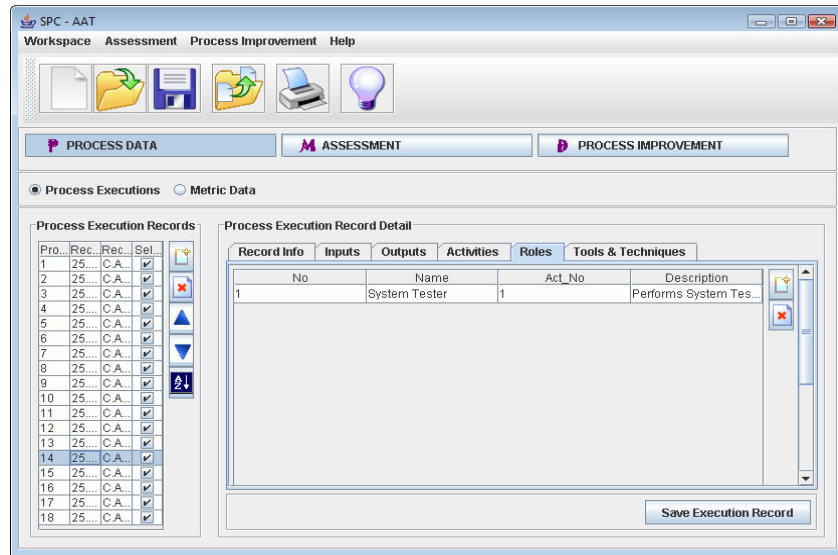 SPC - AAT
Workspace Assessment Process Improvement Help
P PROCESS DATA M ASSESSMENT PROCESS IMPROVEMENT
Process Executions Metric Data
Process Execution Records Process Execution Record Detail
Record Info Inputs Outputs Activities Roles Tools & Techniques
Pro... Rec... Rec... Sel...
No Name Act_No Description
1 System Tester 1 Performs System Tes...
1 25.... C.A...
2 25.... C.A...
3 25.... C.A...
4 25.... C.A...
5 25.... C.A...
6 25.... C.A...
7 25.... C.A...
8 25.... C.A...
9 25.... C.A...
10 25.... C.A...
11 25.... C.A...
12 25.... C.A...
13 25.... C.A...
14 25.... C.A...
15 25.... C.A...
16 25.... C.A...
17 25.... C.A...
18 25.... C.A...
Save Execution Record